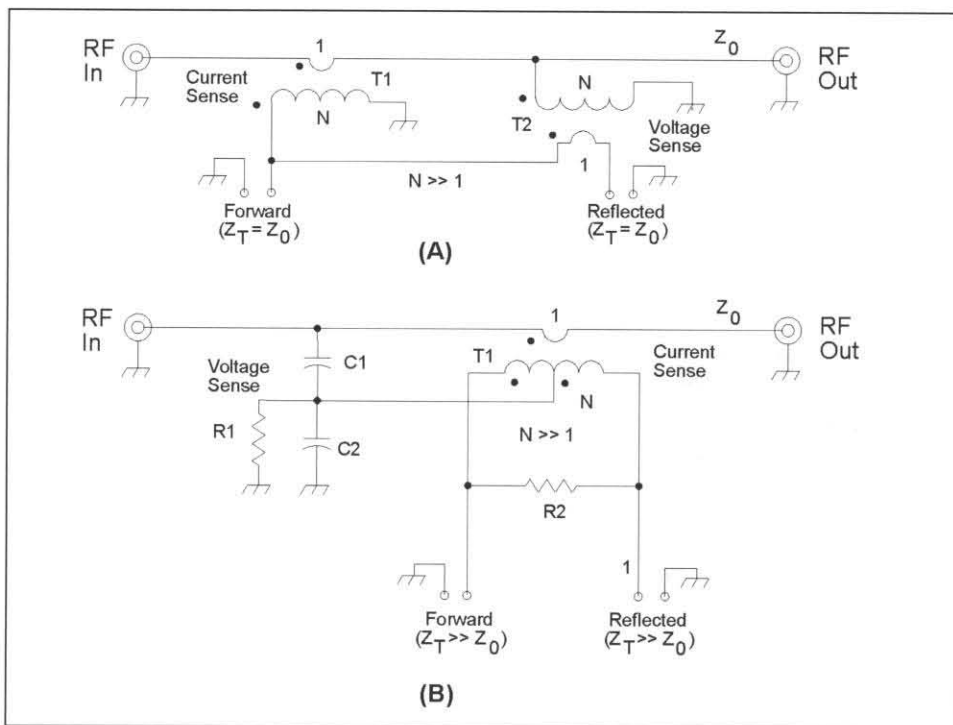 RF
In
1
Z0
RF
Out
Current
Sense
T1
N
N
T2
Voltage
Sense
1
N >> 1
Forward
(ZT = Z0)
Reflected
(ZT = Z0)
(A)
RF
In
1
Z0
RF
Out
Voltage
Sense
C1
T1
Current
Sense
N
R1
C2
N >> 1
R2
1
Forward
(ZT >> Z0)
Reflected
(ZT >> Z0)
(B)